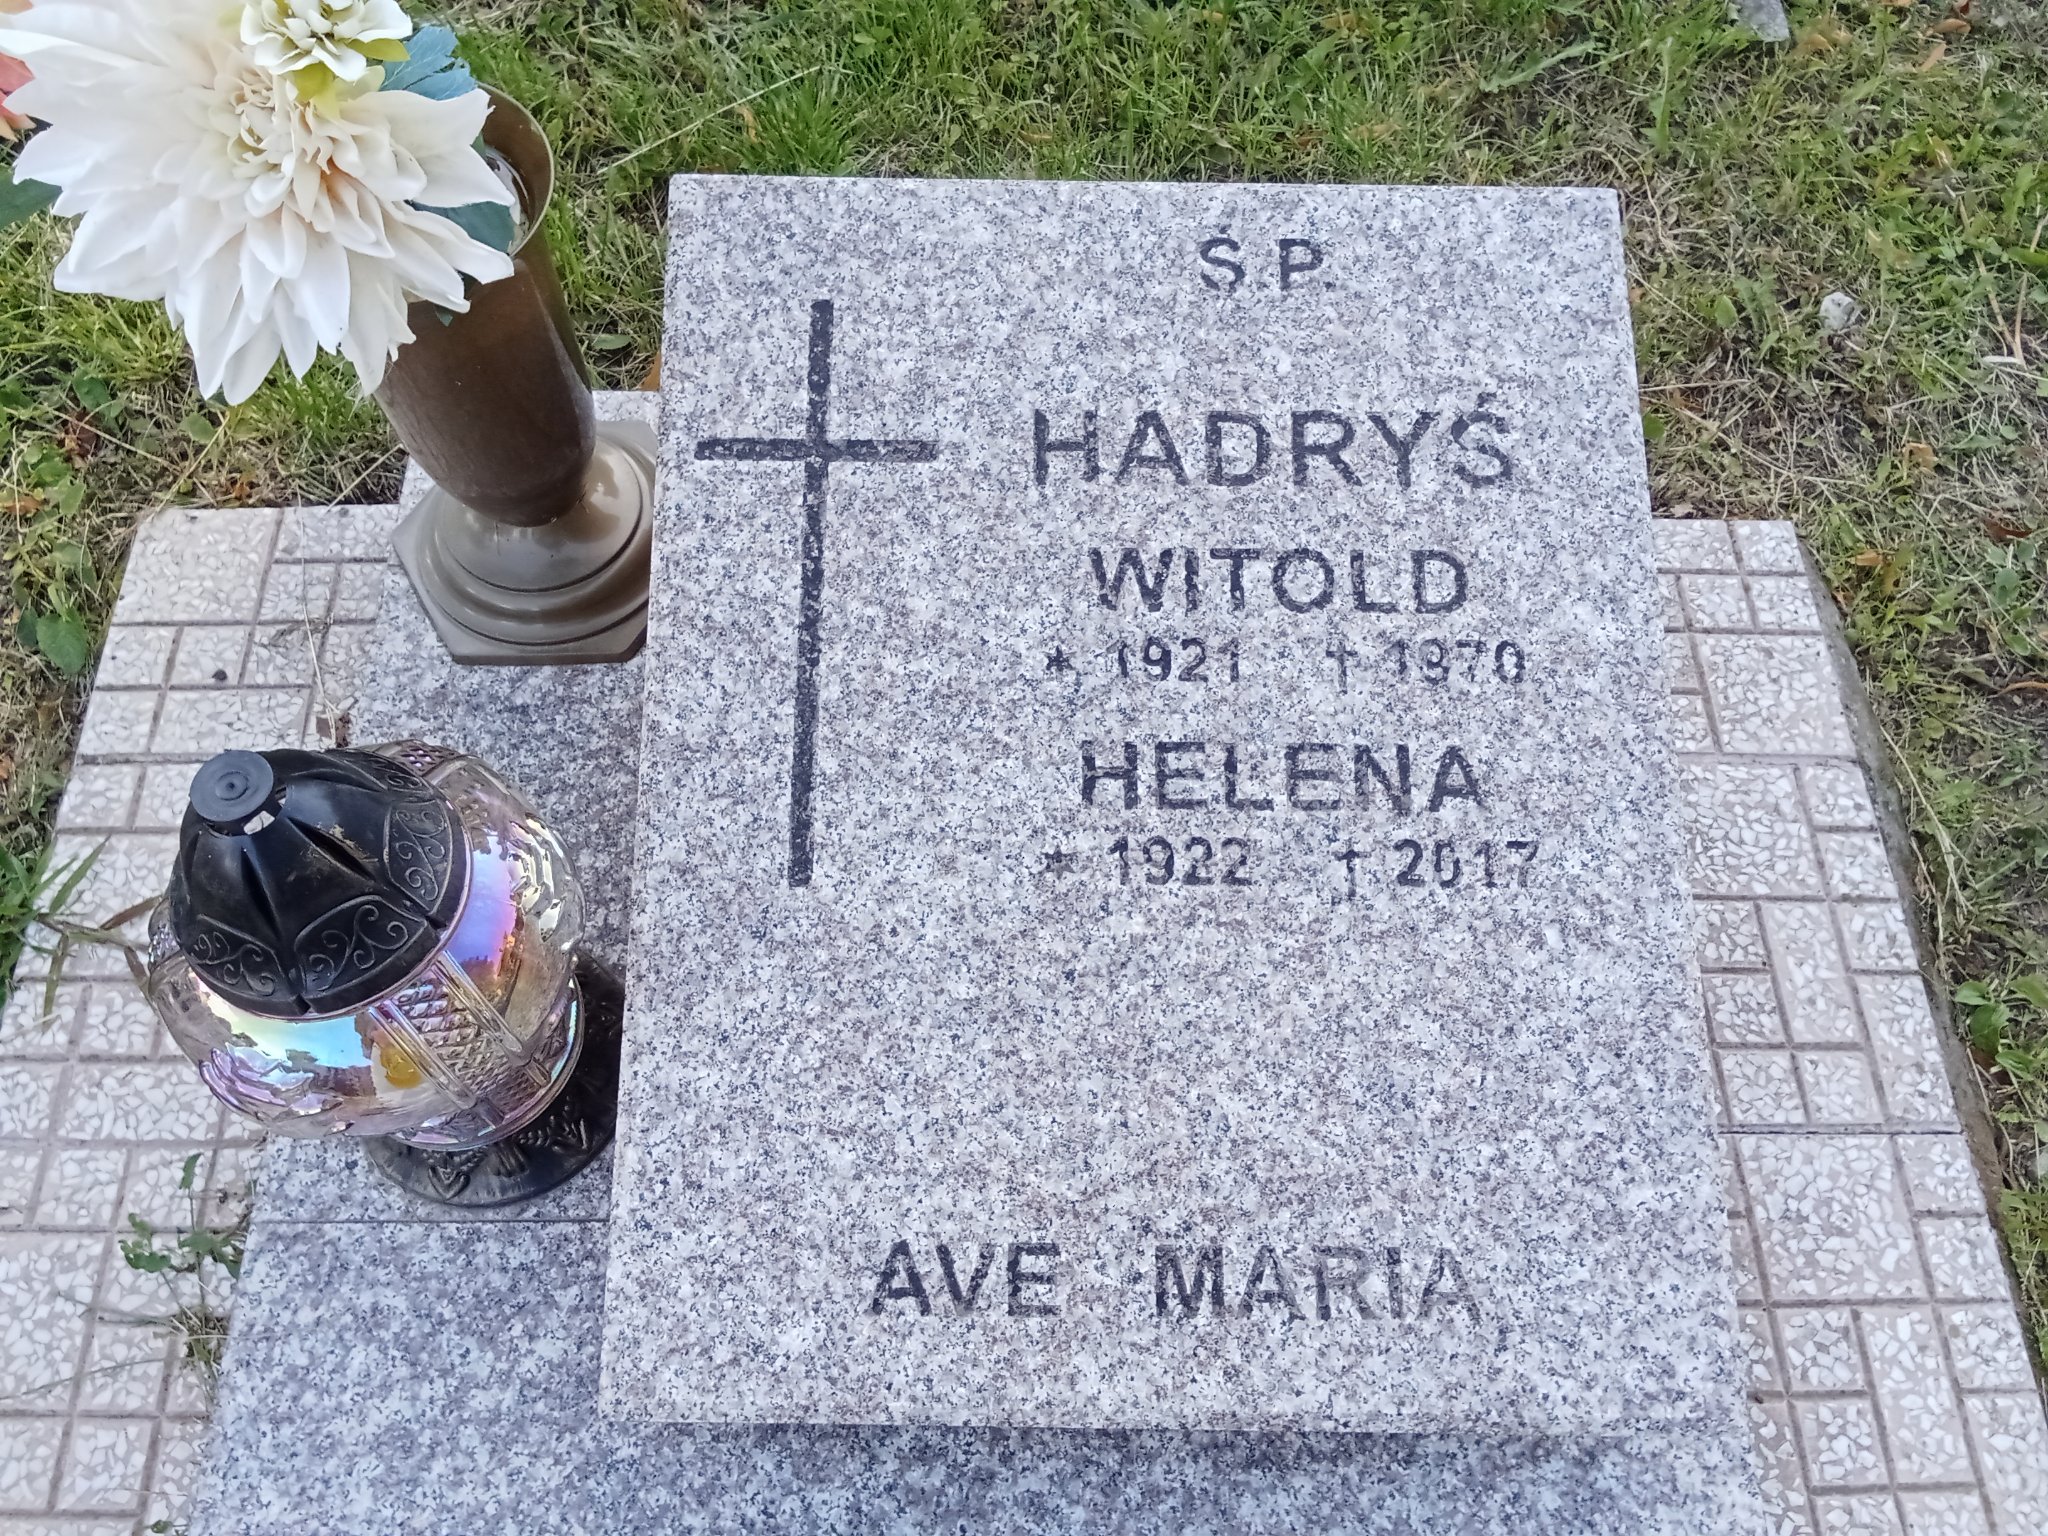 Ś.P.
HADRYŚ
WITOLD
* 1921 † 1970
HELENA
* 1922 † 2017
AVE MARIA